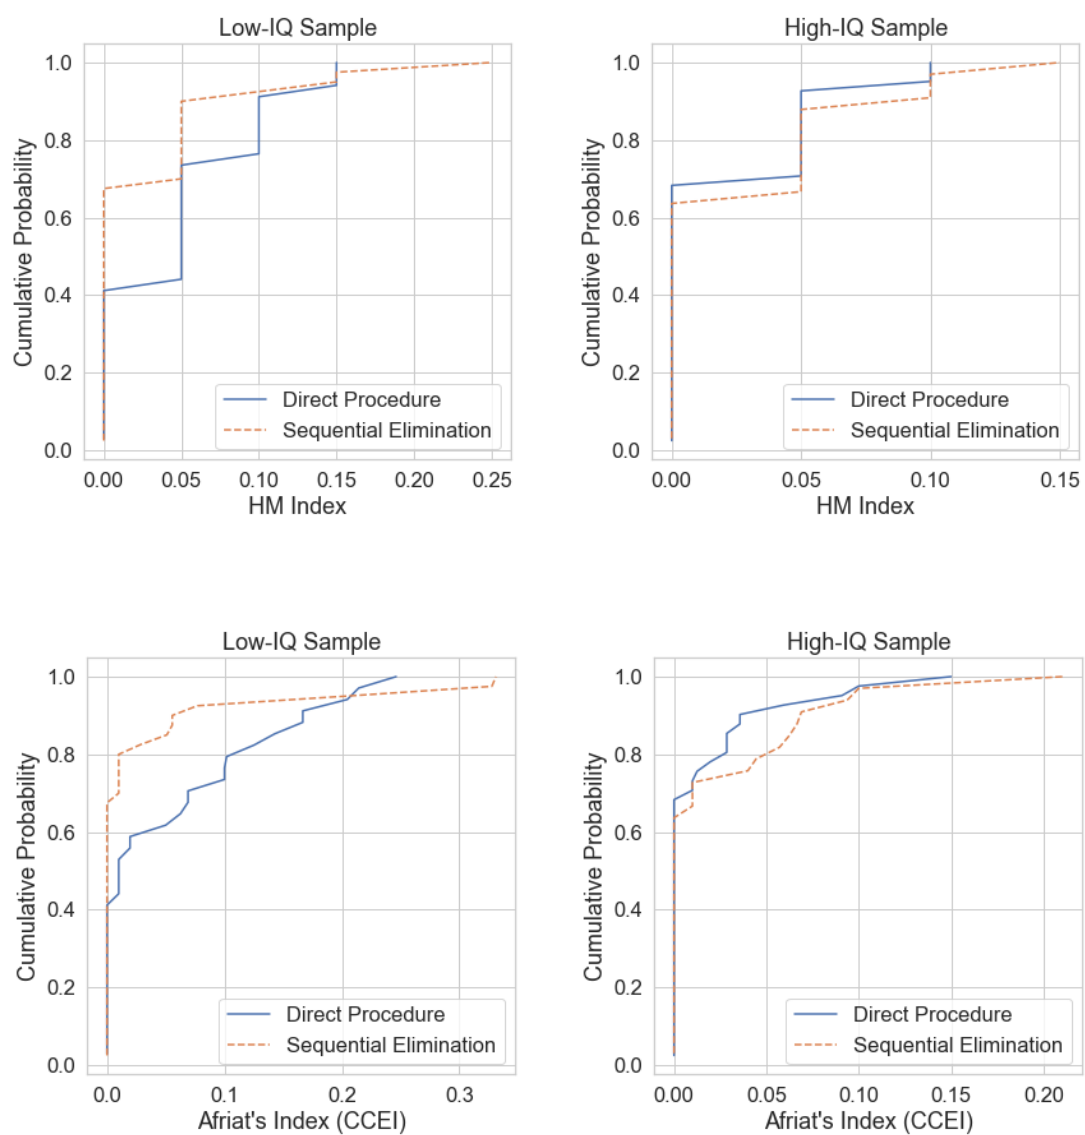 Low-IQ Sample
Cumulative Probability
1.0
0.8
0.6
0.4
0.2
0.0
Direct Procedure
Sequential Elimination
0.00 0.05 0.10 0.15 0.20 0.25
HM Index
High-IQ Sample
Cumulative Probability
1.0
0.8
0.6
0.4
0.2
0.0
Direct Procedure
Sequential Elimination
0.00 0.05 0.10 0.15
HM Index
Low-IQ Sample
Cumulative Probability
1.0
0.8
0.6
0.4
0.2
0.0
Direct Procedure
Sequential Elimination
0.0 0.1 0.2 0.3
Afriat's Index (CCEI)
High-IQ Sample
Cumulative Probability
1.0
0.8
0.6
0.4
0.2
0.0
Direct Procedure
Sequential Elimination
0.00 0.05 0.10 0.15 0.20
Afriat's Index (CCEI)